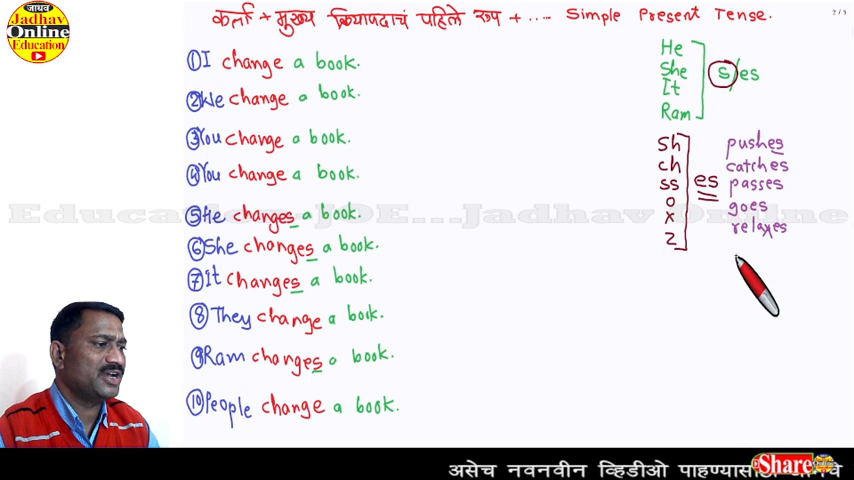 जाधव
Jadhav
Online
Education
कर्ता + मुख्य क्रियापदाचं पहिले रूप + .... Simple Present Tense.
2/3
① I change a book.
② We change a book.
③ You change a book.
④ You change a book.
⑤ He changes a book.
⑥ She changes a book.
⑦ It changes a book.
⑧ They change a book.
⑨ Ram changes a book.
⑩ People change a book.
He
She
It
Ram
s/es
sh
ch
ss
o
x
z
es
pushes
catches
passes
goes
relaxes
Jadhav Online
असेच नवनवीन व्हिडीओ पाहण्यासाठी
Share